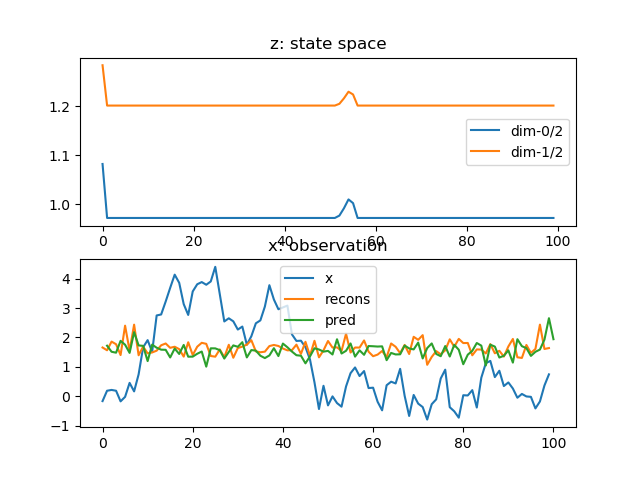 z: state space
1.2
1.1
1.0
dim-0/2
dim-1/2
0 20 40 60 80 100
x: observation
4
3
2
1
0
−1
x
recons
pred
0 20 40 60 80 100